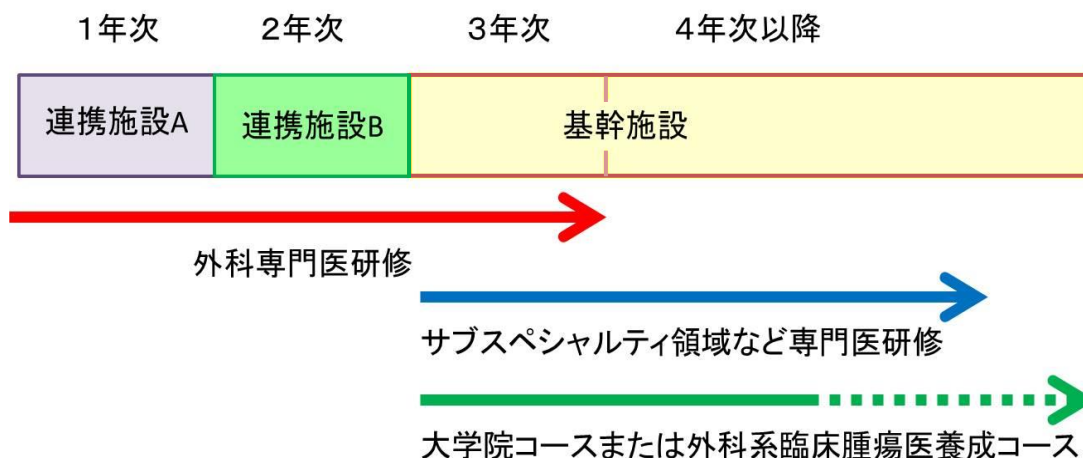 １年次 ２年次 ３年次 ４年次以降
連携施設A 連携施設B 基幹施設
外科専門医研修
サブスペシャルティ領域など専門医研修
大学院コースまたは外科系臨床腫瘍医養成コース